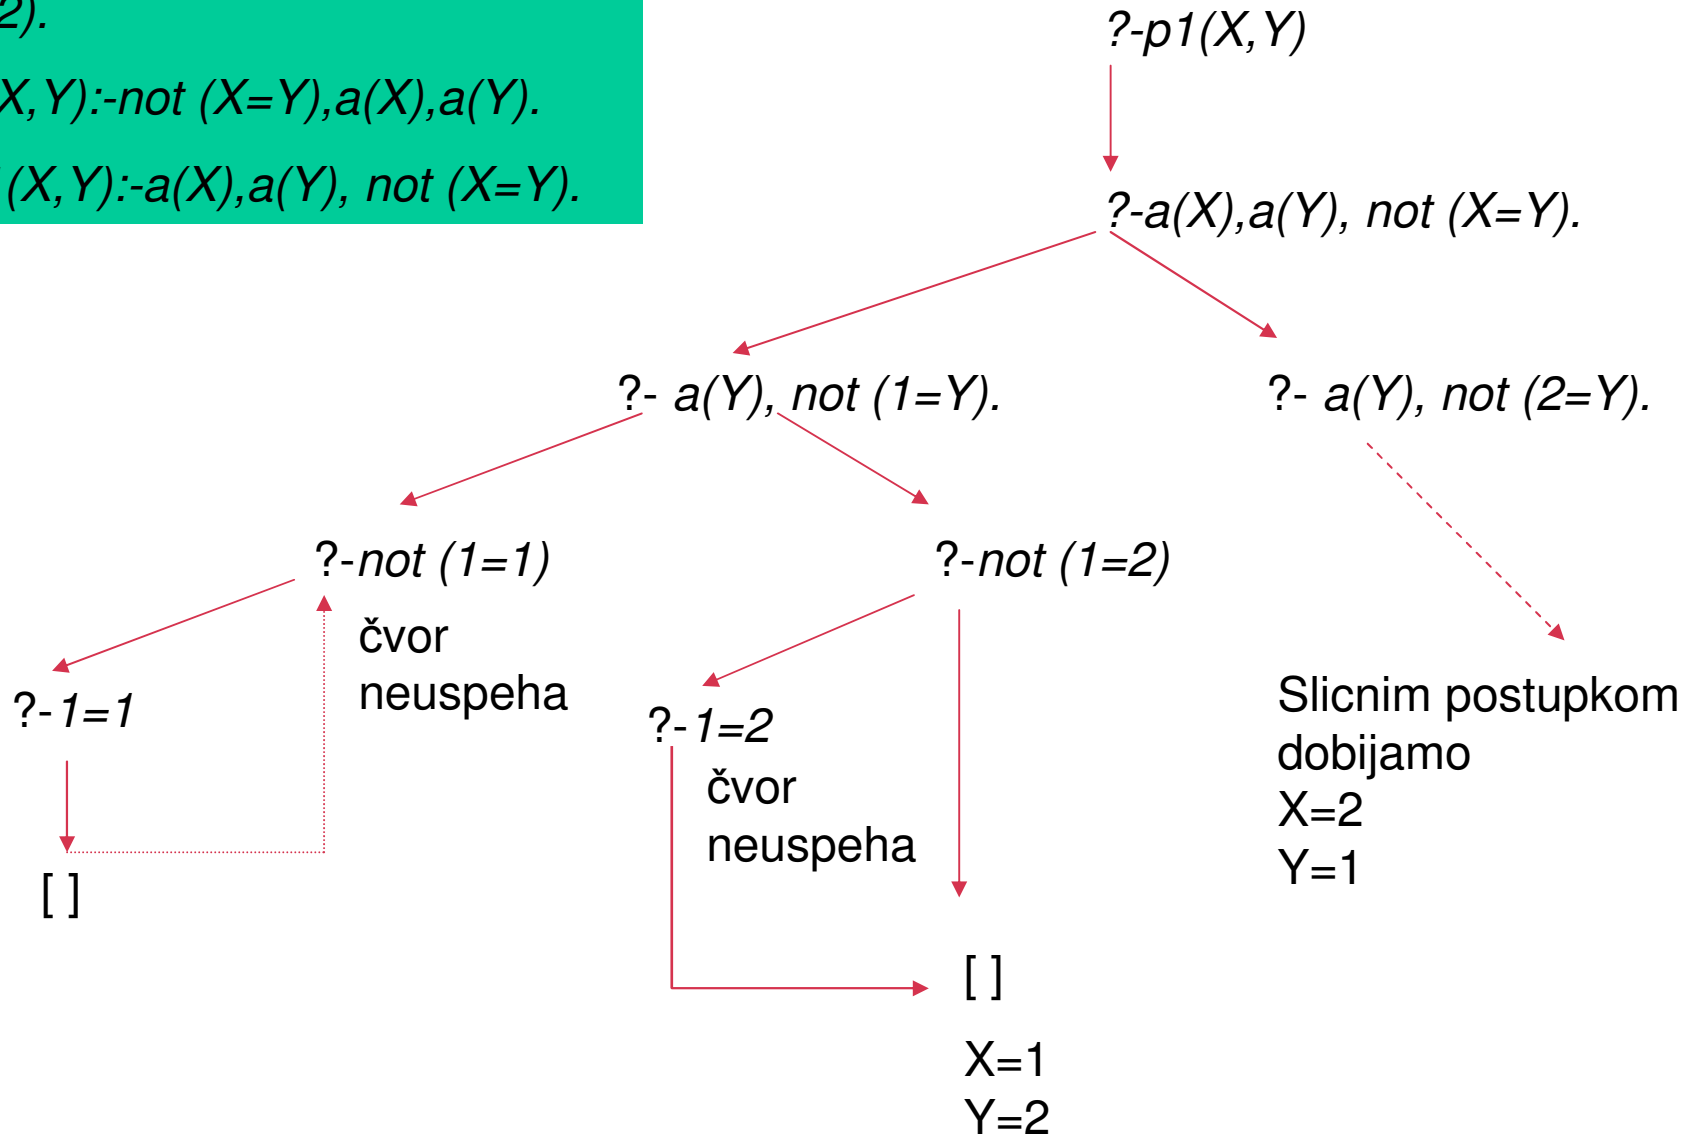 2).
X,Y):-not (X=Y),a(X),a(Y).
(X,Y):-a(X),a(Y), not (X=Y).
?-p1(X,Y)
?-a(X),a(Y), not (X=Y).
?- a(Y), not (1=Y).
?- a(Y), not (2=Y).
?-not (1=1)
čvor
neuspeha
?-not (1=2)
?-1=1
[ ]
?-1=2
čvor
neuspeha
[ ]
X=1
Y=2
Slicnim postupkom
dobijamo
X=2
Y=1